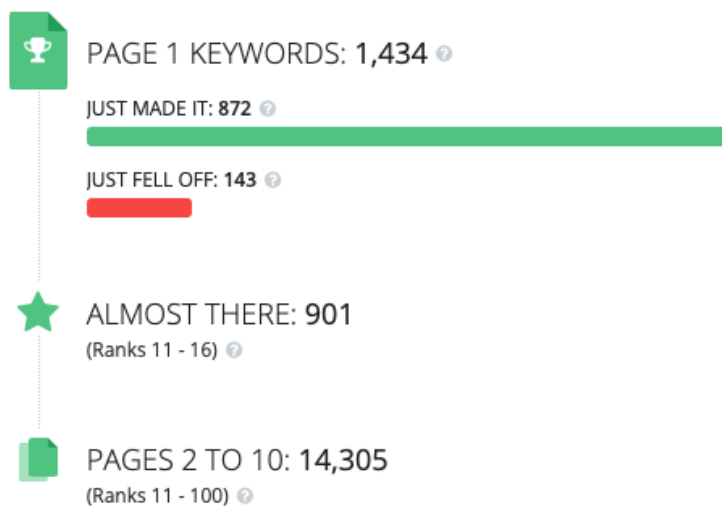 PAGE 1 KEYWORDS: 1,434 ?
JUST MADE IT: 872 ?
JUST FELL OFF: 143 ?
ALMOST THERE: 901
(Ranks 11 - 16) ?
PAGES 2 TO 10: 14,305
(Ranks 11 - 100) ?